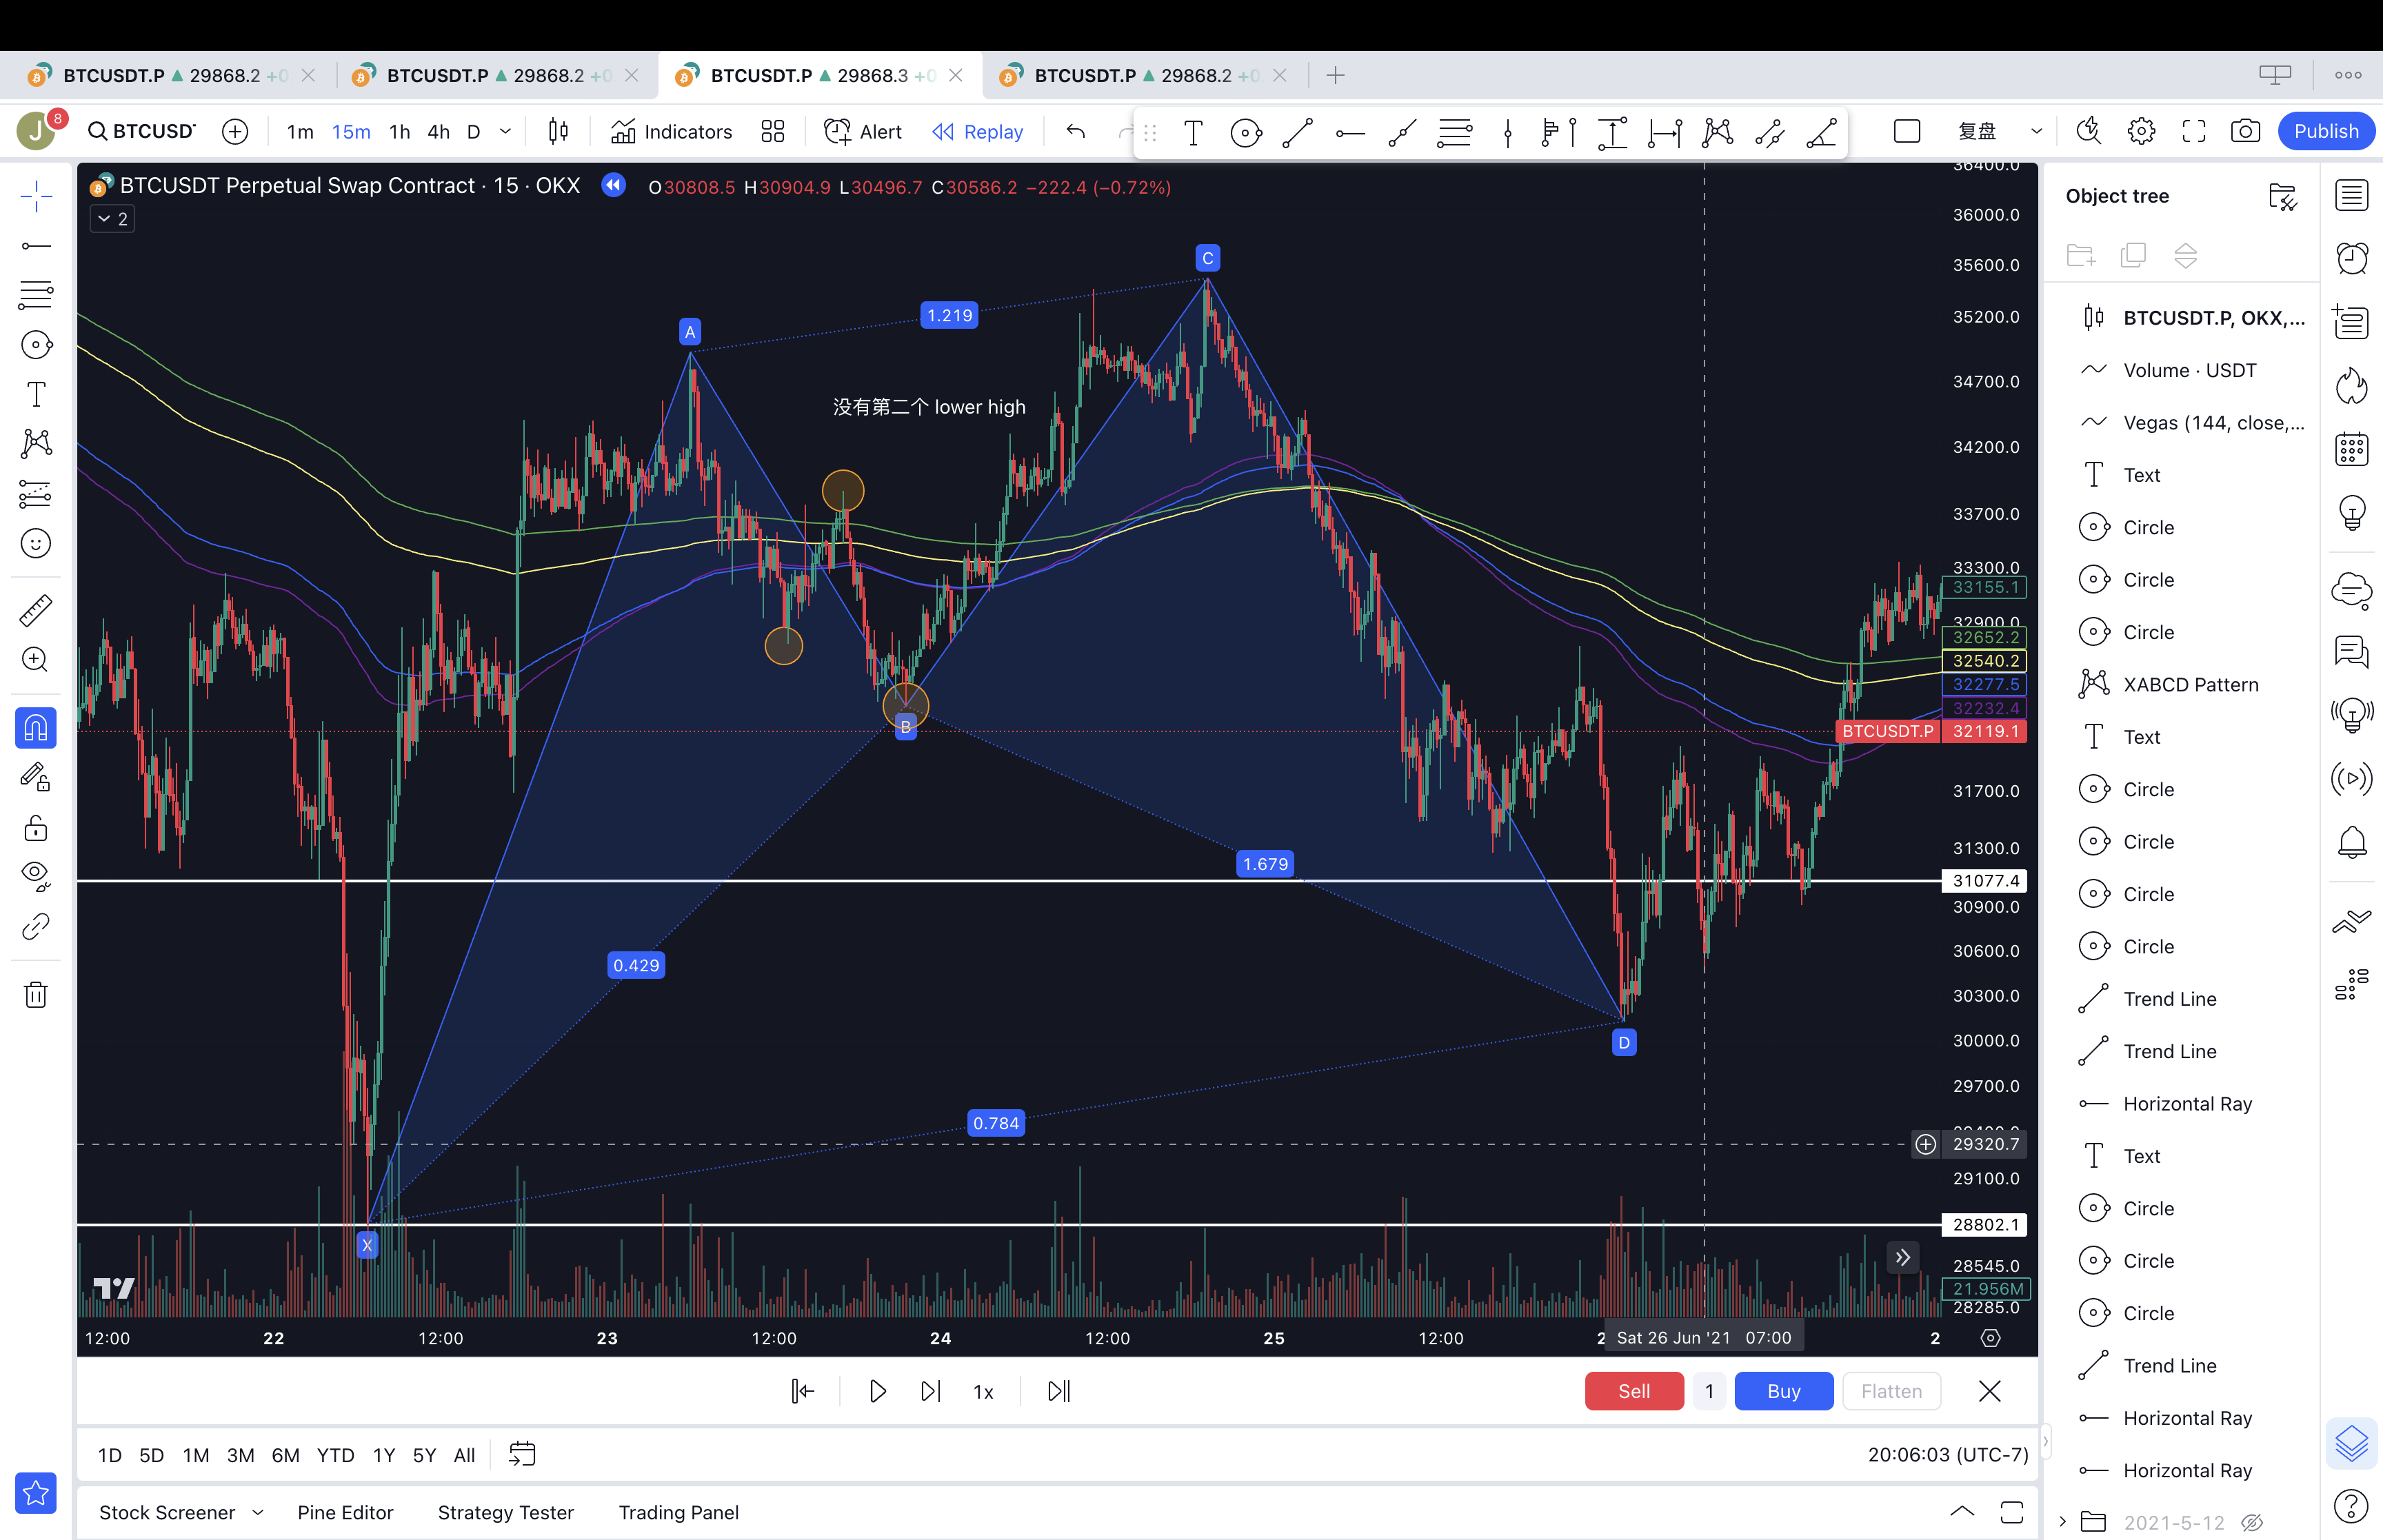 BTCUSDT.P ▲ 29868.2 +0
BTCUSDT.P ▲ 29868.2 +0
BTCUSDT.P ▲ 29868.3 +0
BTCUSDT.P ▲ 29868.2 +0
J 8 BTCUSD 1m 15m 1h 4h D Indicators Alert Replay 复盘 Publish
BTCUSDT Perpetual Swap Contract · 15 · OKX O30808.5 H30904.9 L30496.7 C30586.2 −222.4 (−0.72%)
2
A
1.219
C
没有第二个 lower high
B
1.679
0.429
D
0.784
X
36400.0
36000.0
35600.0
35200.0
34700.0
34200.0
33700.0
33300.0
33155.1
32900.0
32652.2
32540.2
32277.5
32232.4
BTCUSDT.P 32119.1
31700.0
31300.0
31077.4
30900.0
30600.0
30300.0
30000.0
29700.0
29320.7
29100.0
28802.1
28545.0
21.956M
28285.0
12:00 22 12:00 23 12:00 24 12:00 25 12:00 2 Sat 26 Jun '21 07:00 2
1x
Sell 1 Buy Flatten
1D 5D 1M 3M 6M YTD 1Y 5Y All
20:06:03 (UTC-7)
Stock Screener Pine Editor Strategy Tester Trading Panel
Object tree
BTCUSDT.P, OKX,...
Volume · USDT
Vegas (144, close,...
Text
Circle
Circle
Circle
XABCD Pattern
Text
Circle
Circle
Circle
Circle
Trend Line
Trend Line
Horizontal Ray
Text
Circle
Circle
Circle
Trend Line
Horizontal Ray
Horizontal Ray
2021-5-12